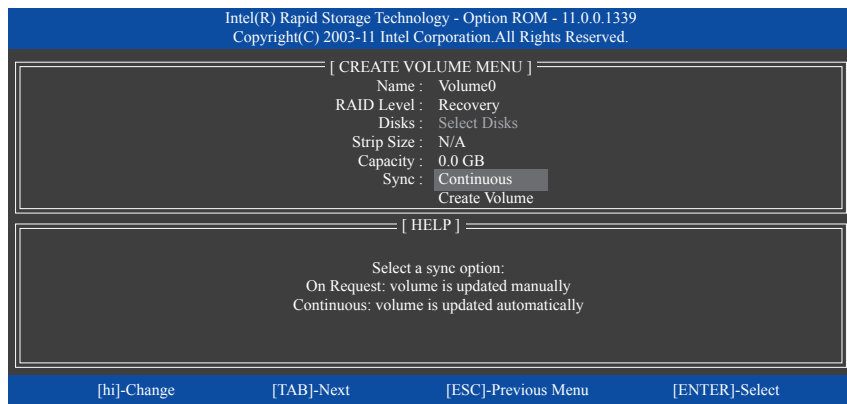 Intel(R) Rapid Storage Technology - Option ROM - 11.0.0.1339
Copyright(C) 2003-11 Intel Corporation.All Rights Reserved.
[ CREATE VOLUME MENU ]
Name : Volume0
RAID Level : Recovery
Disks : Select Disks
Strip Size : N/A
Capacity : 0.0 GB
Sync : Continuous
Create Volume
[ HELP ]
Select a sync option:
On Request: volume is updated manually
Continuous: volume is updated automatically
[hi]-Change [TAB]-Next [ESC]-Previous Menu [ENTER]-Select